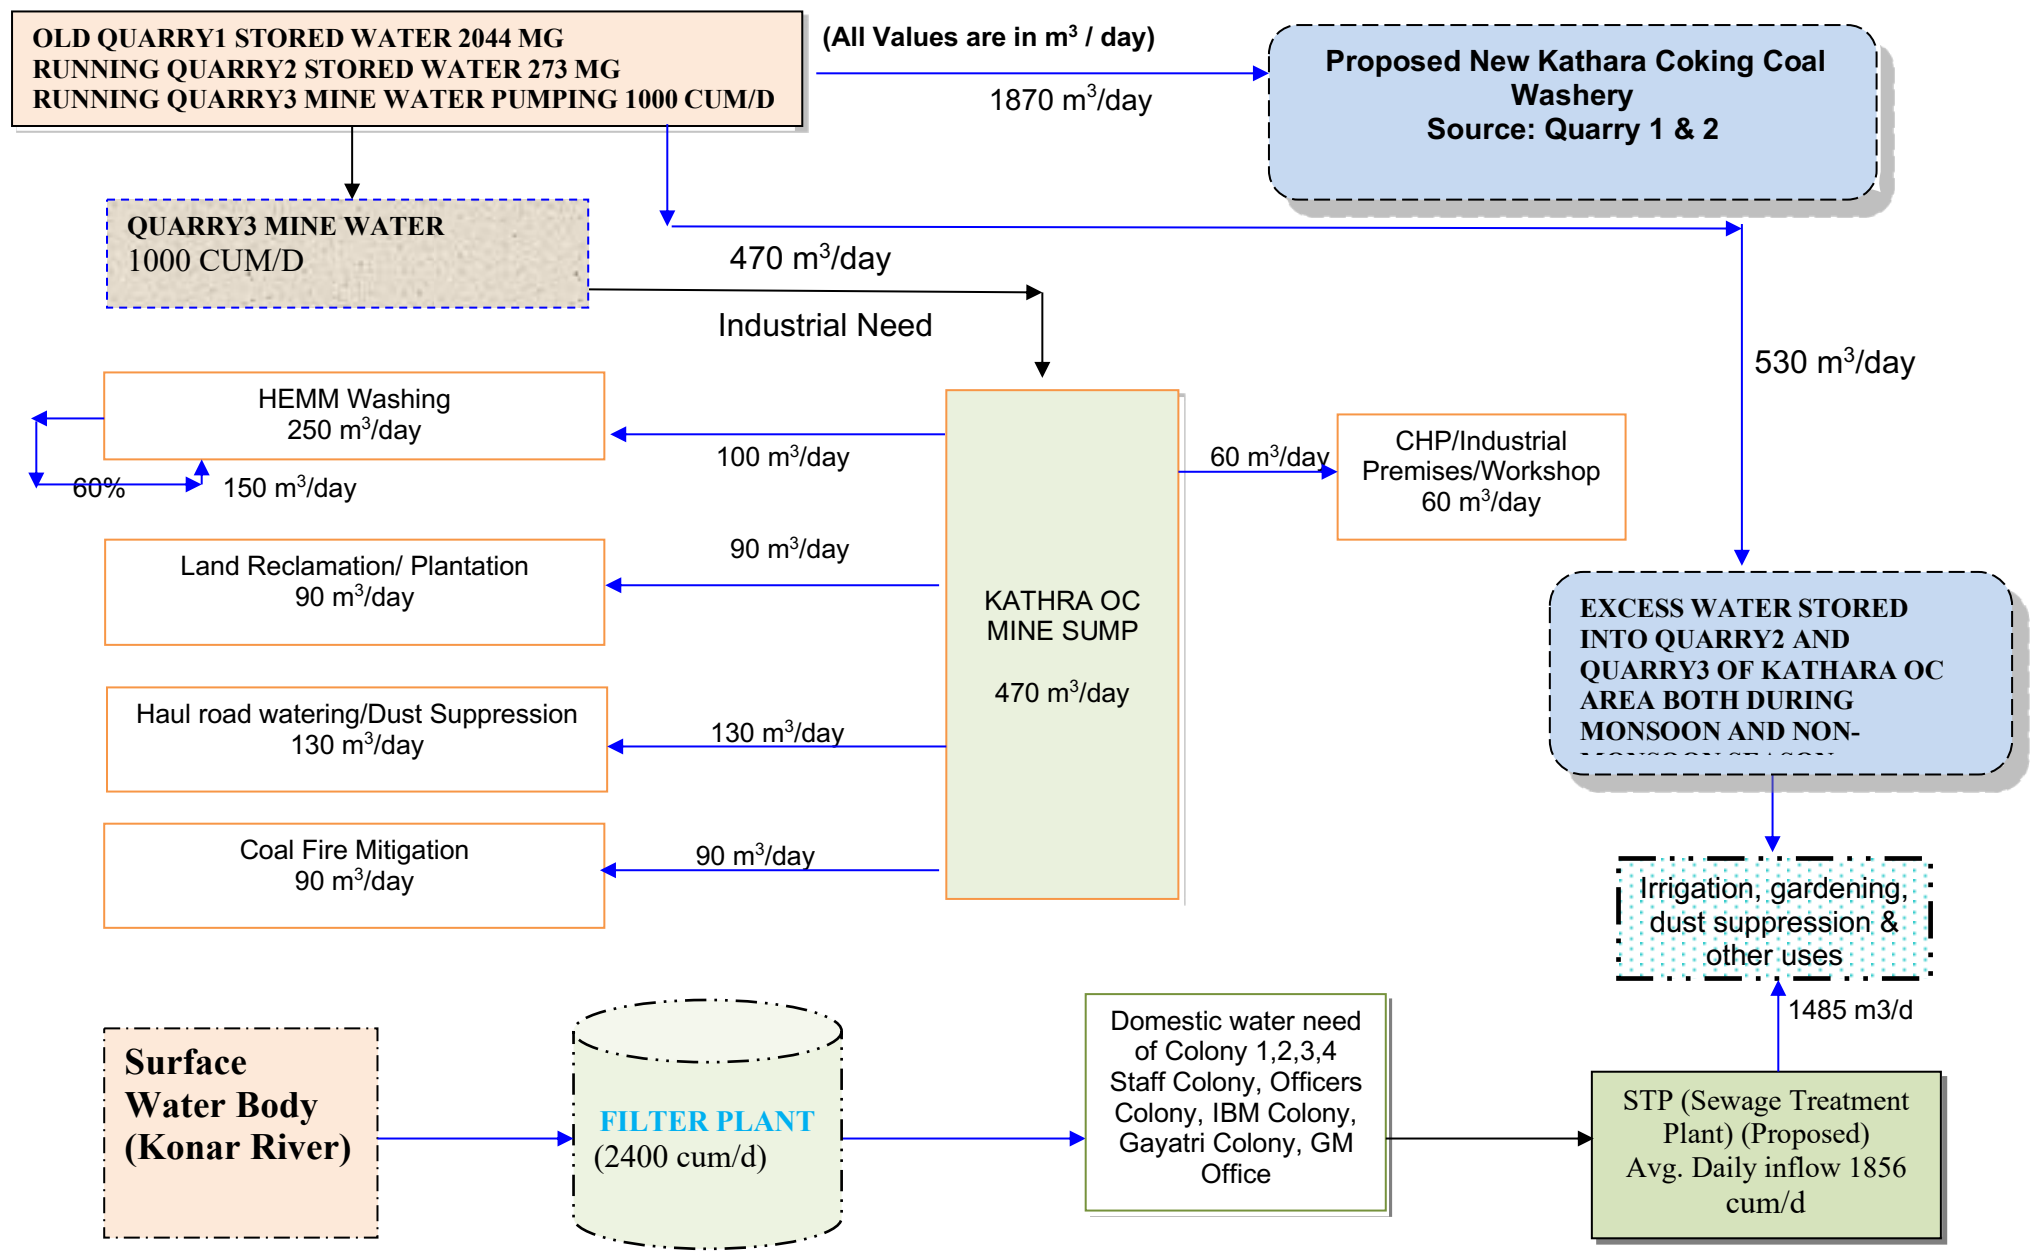 OLD QUARRY1 STORED WATER 2044 MG
RUNNING QUARRY2 STORED WATER 273 MG
RUNNING QUARRY3 MINE WATER PUMPING 1000 CUM/D
(All Values are in m³ / day)
1870 m³/day
Proposed New Kathara Coking Coal
Washery
Source: Quarry 1 & 2
QUARRY3 MINE WATER
1000 CUM/D
470 m³/day
Industrial Need
530 m³/day
HEMM Washing
250 m³/day
60%
150 m³/day
100 m³/day
60 m³/day
CHP/Industrial
Premises/Workshop
60 m³/day
Land Reclamation/ Plantation
90 m³/day
90 m³/day
KATHRA OC
MINE SUMP
470 m³/day
Haul road watering/Dust Suppression
130 m³/day
130 m³/day
Coal Fire Mitigation
90 m³/day
90 m³/day
EXCESS WATER STORED
INTO QUARRY2 AND
QUARRY3 OF KATHARA OC
AREA BOTH DURING
MONSOON AND NON-
MONSOON SEASON
Irrigation, gardening,
dust suppression &
other uses
1485 m3/d
Surface
Water Body
(Konar River)
FILTER PLANT
(2400 cum/d)
Domestic water need
of Colony 1,2,3,4
Staff Colony, Officers
Colony, IBM Colony,
Gayatri Colony, GM
Office
STP (Sewage Treatment
Plant) (Proposed)
Avg. Daily inflow 1856
cum/d